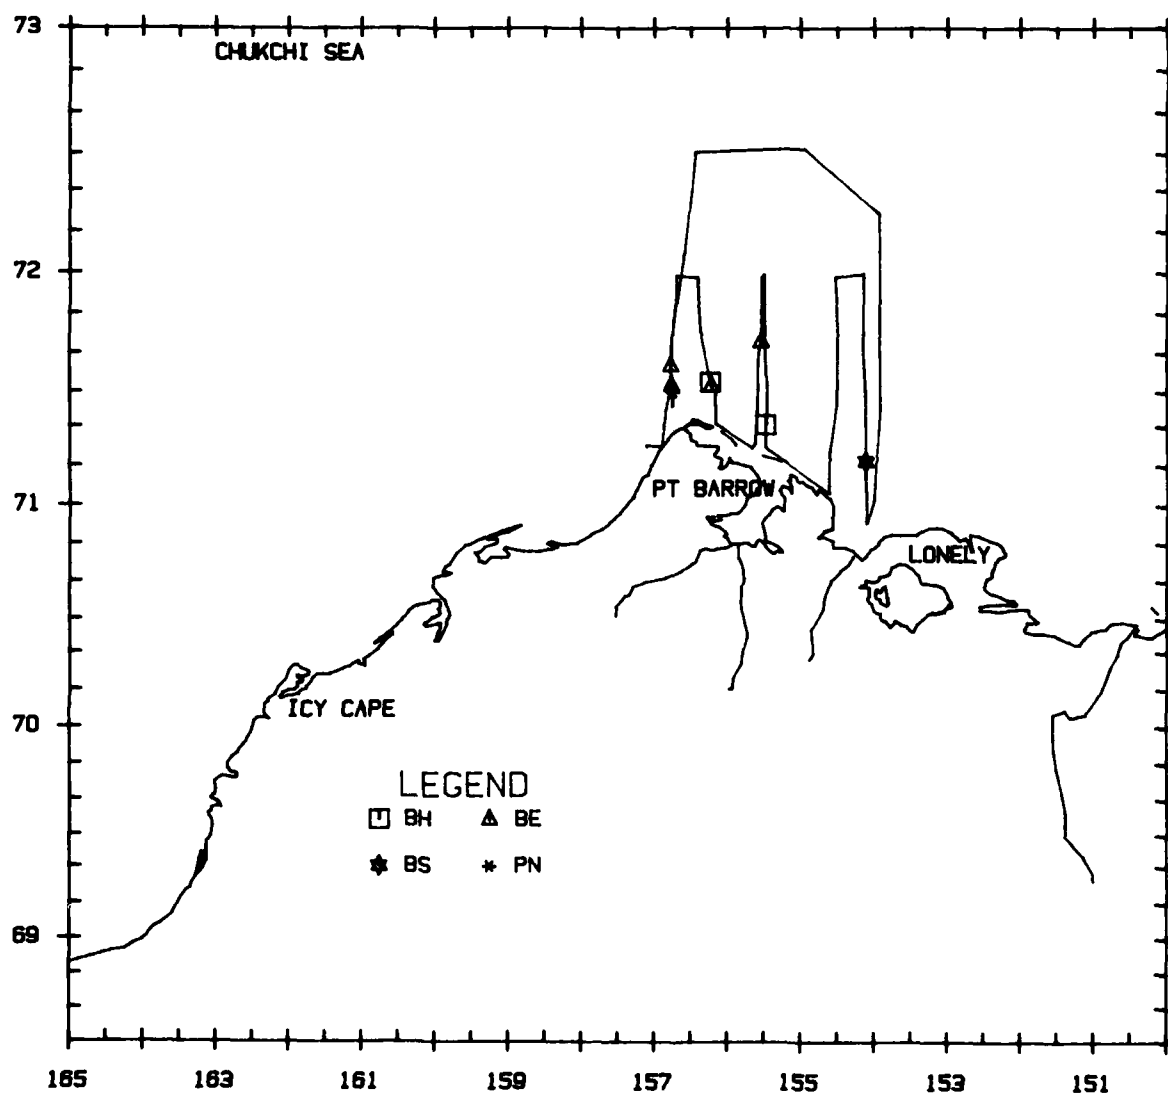 73
CHUKCHI SEA
72
71
PT BARROW
LONELY
70
ICY CAPE
LEGEND
BH BE
BS PN
69
165 163 161 159 157 155 153 151